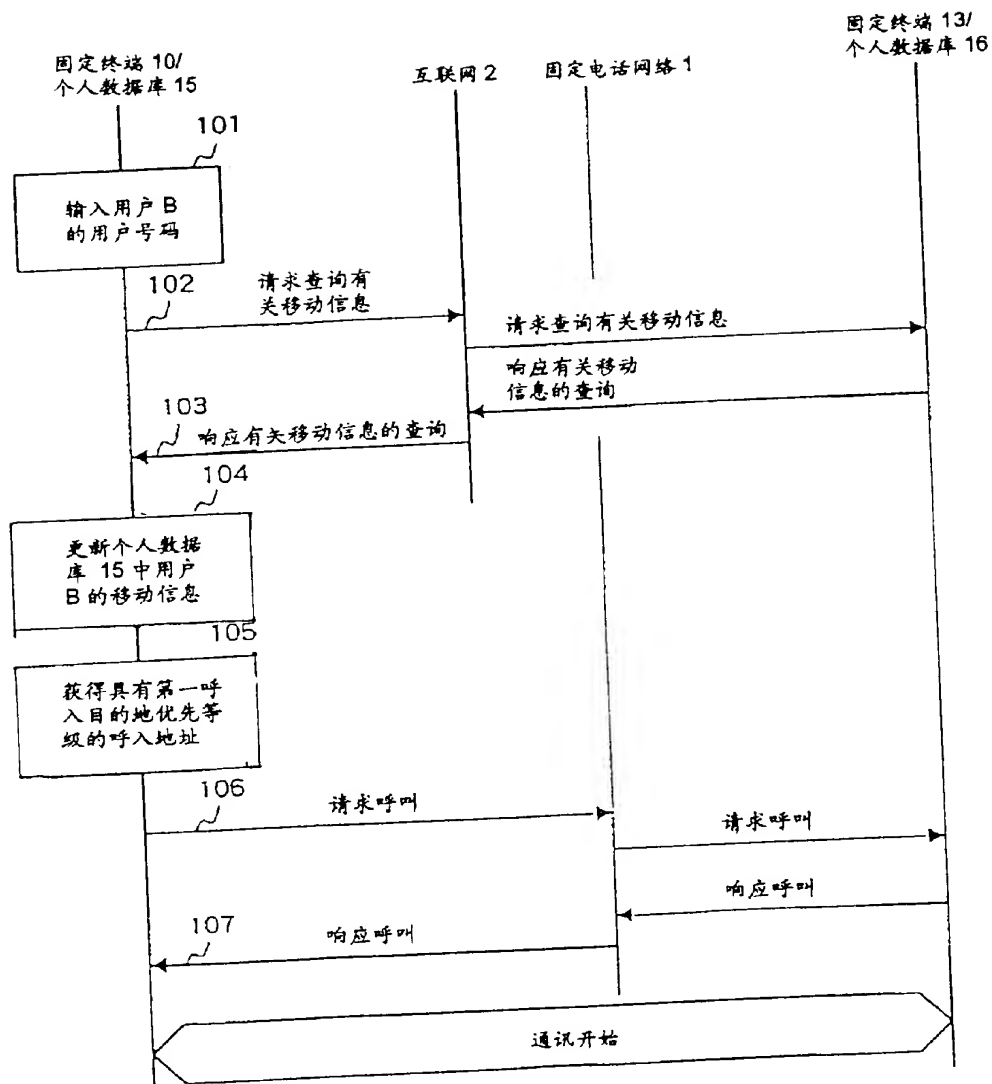 固定终端 10/
个人数据库 15
互联网 2
固定电话网络 1
固定终端 13/
个人数据库 16
101
输入用户 B
的用户号码
102
请求查询有
关移动信息
请求查询有关移动信息
响应有关移动
信息的查询
103
响应有关移动信息的查询
104
更新个人数据
库 15 中用户
B 的移动信息
105
获得具有第一呼
入目的地优先等
级的呼入地址
106
请求呼叫
请求呼叫
响应呼叫
107
响应呼叫
通讯开始